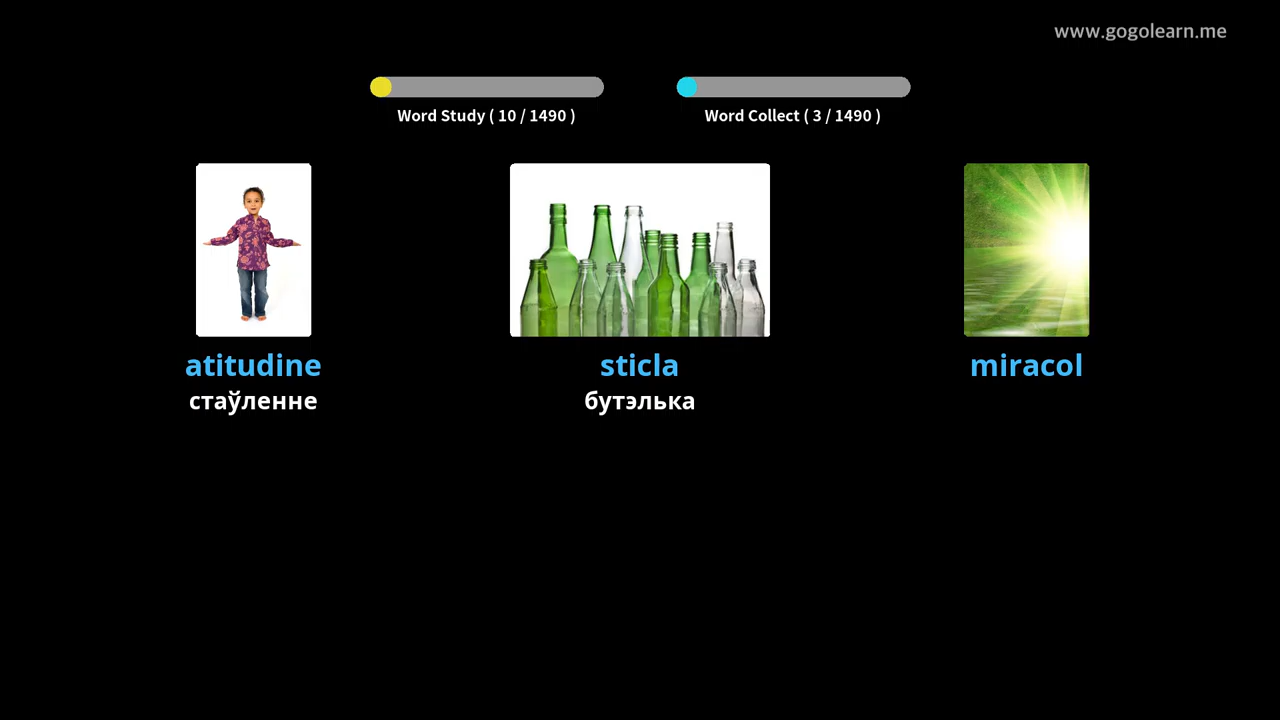 www.gogolearn.me
Word Study ( 10 / 1490 )
Word Collect ( 3 / 1490 )
atitudine
стаўленне
sticla
бутэлька
miracol